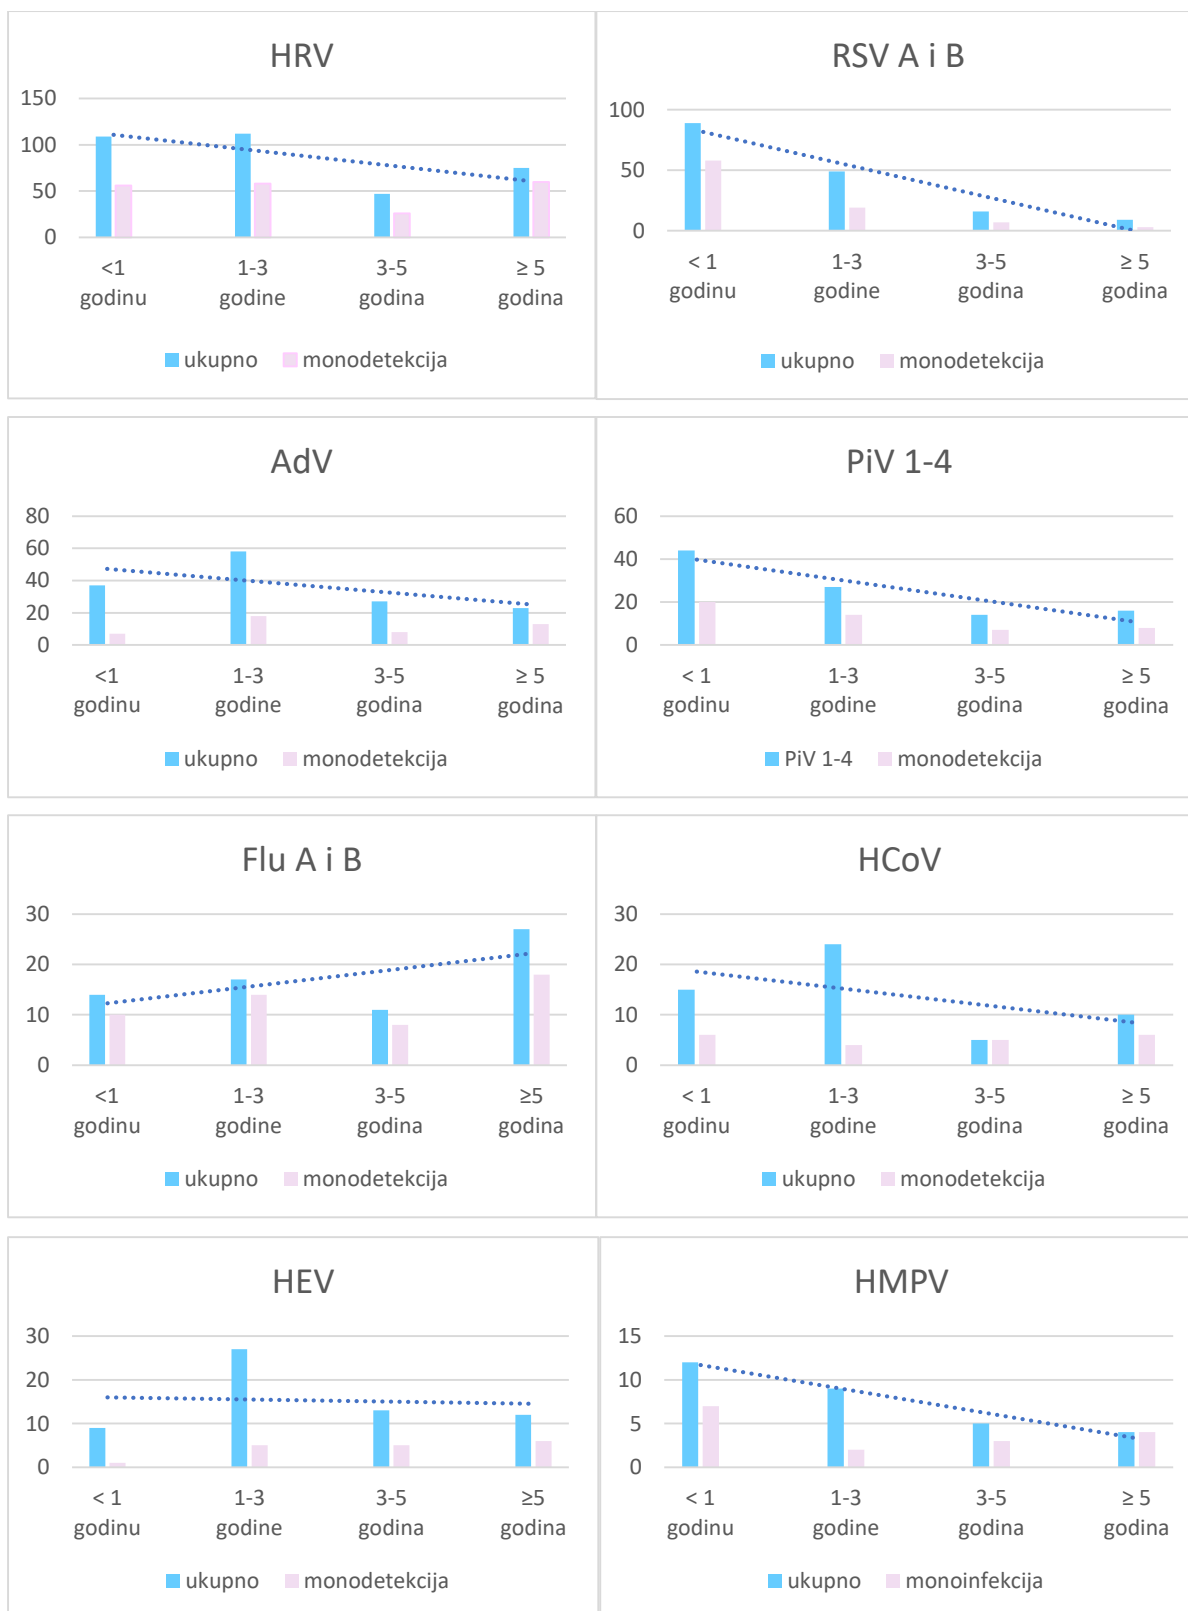 HRV
150
100
50
0
<1 godinu
1-3 godine
3-5 godina
≥ 5 godina
ukupno monodetekcija
RSV A i B
100
50
0
< 1 godinu
1-3 godine
3-5 godina
≥ 5 godina
ukupno monodetekcija
AdV
80
60
40
20
0
<1 godinu
1-3 godine
3-5 godina
≥ 5 godina
ukupno monodetekcija
PiV 1-4
60
40
20
0
< 1 godinu
1-3 godine
3-5 godina
≥ 5 godina
PiV 1-4 monodetekcija
Flu A i B
30
20
10
0
<1 godinu
1-3 godine
3-5 godina
≥5 godina
ukupno monodetekcija
HCoV
30
20
10
0
< 1 godinu
1-3 godine
3-5 godina
≥ 5 godina
ukupno monodetekcija
HEV
30
20
10
0
< 1 godinu
1-3 godine
3-5 godina
≥5 godina
ukupno monodetekcija
HMPV
15
10
5
0
< 1 godinu
1-3 godine
3-5 godina
≥ 5 godina
ukupno monoinfekcija